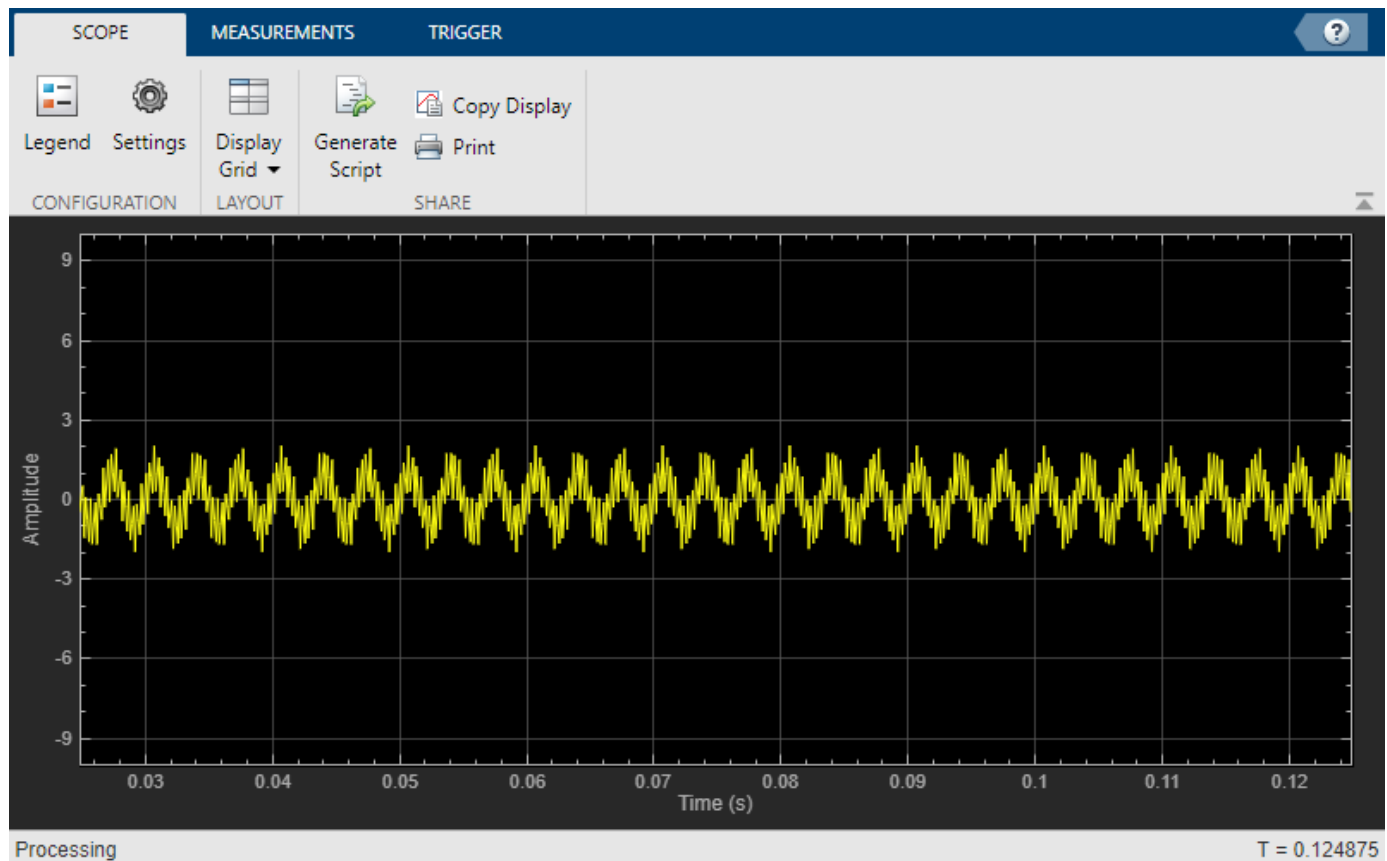 SCOPE MEASUREMENTS TRIGGER ?
Legend Settings Display Grid Generate Script Copy Display
Print
CONFIGURATION LAYOUT SHARE
9
6
3
0
-3
-6
-9
Amplitude
0.03 0.04 0.05 0.06 0.07 0.08 0.09 0.1 0.11 0.12
Time (s)
Processing T = 0.124875